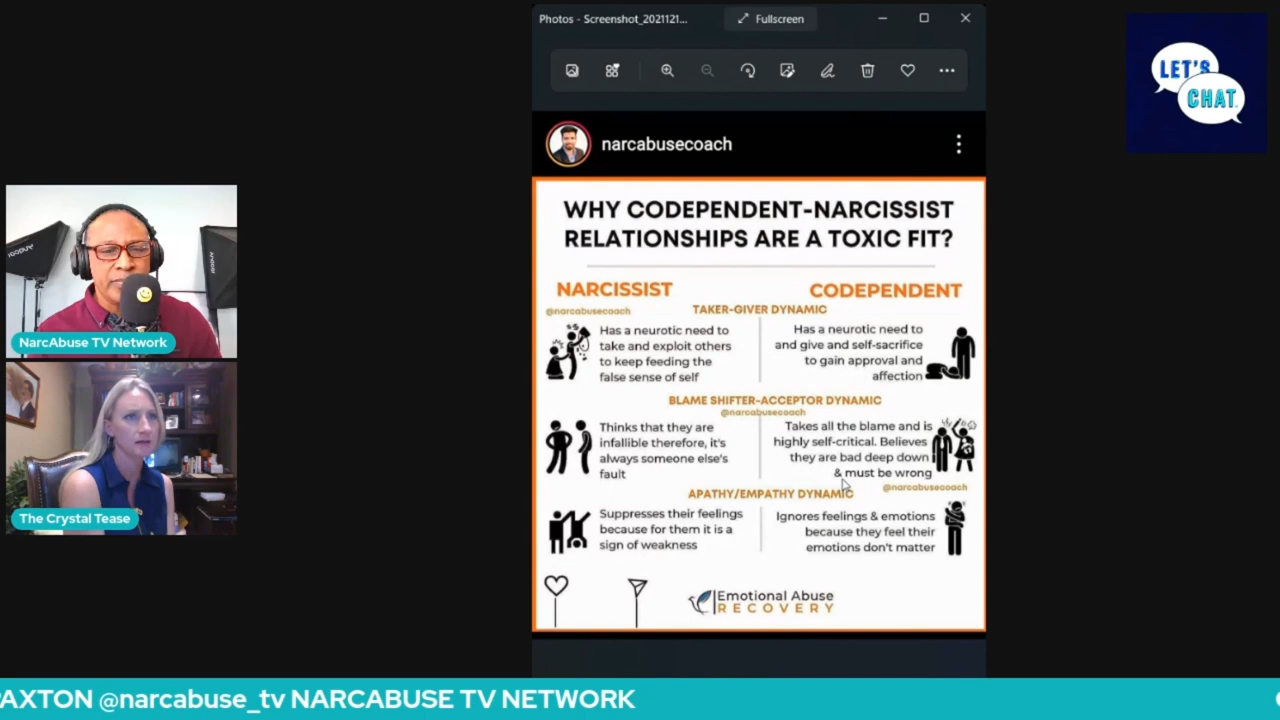 Photos - Screenshot_2021121...
Fullscreen
LET'S
CHAT
narcabusecoach
WHY CODEPENDENT-NARCISSIST
RELATIONSHIPS ARE A TOXIC FIT?
NARCISSIST
CODEPENDENT
@narcabusecoach
TAKER-GIVER DYNAMIC
Has a neurotic need to
take and exploit others
to keep feeding the
false sense of self
Has a neurotic need to
and give and self-sacrifice
to gain approval and
affection
BLAME SHIFTER-ACCEPTOR DYNAMIC
@narcabusecoach
Thinks that they are
infallible therefore, it's
always someone else's
fault
Takes all the blame and is
highly self-critical. Believes
they are bad deep down
& must be wrong
@narcabusecoach
APATHY/EMPATHY DYNAMIC
Suppresses their feelings
because for them it is a
sign of weakness
Ignores feelings & emotions
because they feel their
emotions don't matter
Emotional Abuse
RECOVERY
NarcAbuse TV Network
The Crystal Tease
AXTON @narcabuse_tv NARCABUSE TV NETWORK